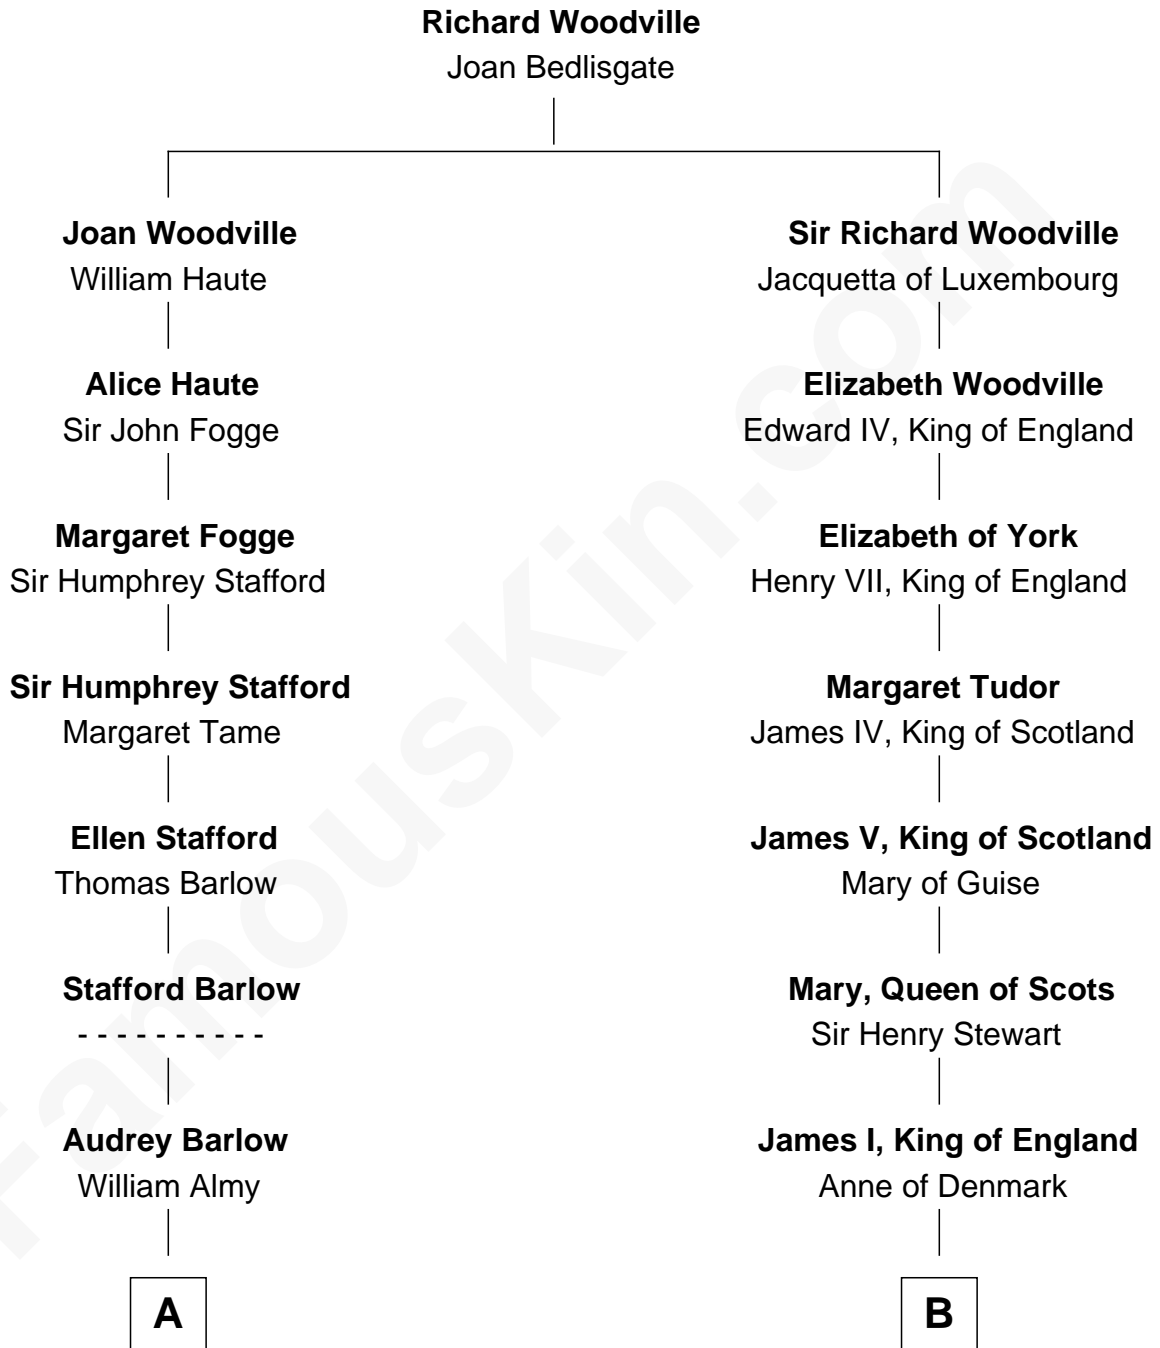 Richard Woodville
Joan Bedlisgate
Joan Woodville
William Haute
Sir Richard Woodville
Jacquetta of Luxembourg
Alice Haute
Sir John Fogge
Elizabeth Woodville
Edward IV, King of England
Margaret Fogge
Sir Humphrey Stafford
Elizabeth of York
Henry VII, King of England
Sir Humphrey Stafford
Margaret Tame
Margaret Tudor
James IV, King of Scotland
Ellen Stafford
Thomas Barlow
James V, King of Scotland
Mary of Guise
Stafford Barlow
- - - - - - - - - -
Mary, Queen of Scots
Sir Henry Stewart
Audrey Barlow
William Almy
James I, King of England
Anne of Denmark
A
B
FamousKin.com